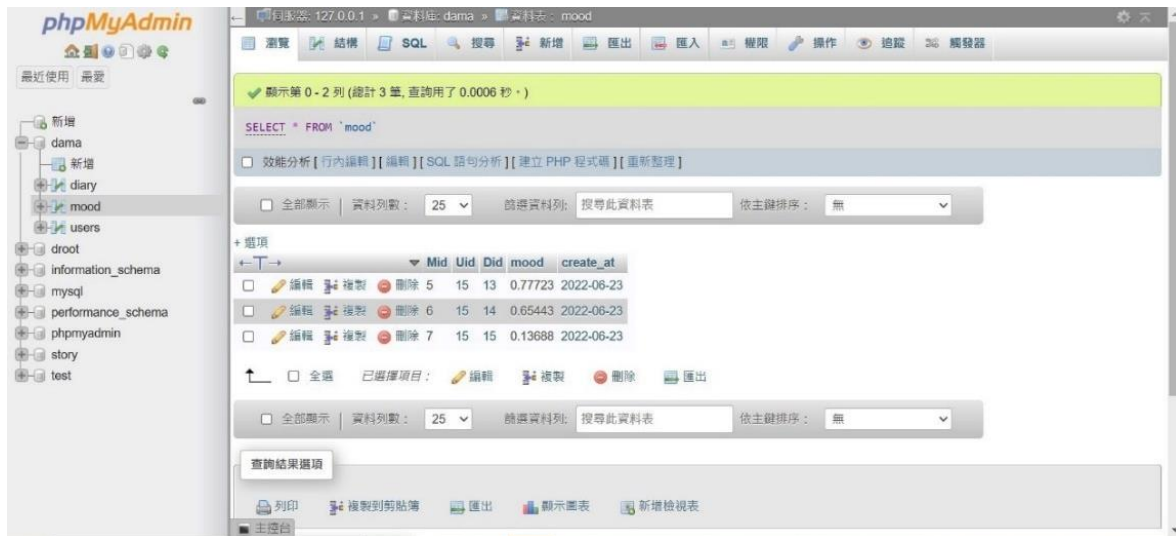 phpMyAdmin
最近使用 最愛
新增
dama
新增
diary
mood
users
droot
information_schema
mysql
performance_schema
phpmyadmin
story
test
伺服器: 127.0.0.1 » 資料庫: dama » 資料表: mood
瀏覽 結構 SQL 搜尋 新增 匯出 匯入 權限 操作 追蹤 觸發器
顯示第 0 - 2 列 (總計 3 筆, 查詢用了 0.0006 秒。)
SELECT * FROM `mood`
效能分析 [ 行內編輯 ] [ 編輯 ] [ SQL 語句分析 ] [ 建立 PHP 程式碼 ] [ 重新整理 ]
全部顯示 | 資料列數: 25 篩選資料列: 搜尋此資料表 依主鍵排序: 無
+ 選項
←T→ Mid Uid Did mood create_at
編輯 複製 刪除 5 15 13 0.77723 2022-06-23
編輯 複製 刪除 6 15 14 0.65443 2022-06-23
編輯 複製 刪除 7 15 15 0.13688 2022-06-23
全選 已選擇項目: 編輯 複製 刪除 匯出
全部顯示 | 資料列數: 25 篩選資料列: 搜尋此資料表 依主鍵排序: 無
查詢結果選項
列印 複製到剪貼簿 匯出 顯示圖表 新增檢視表
主控台